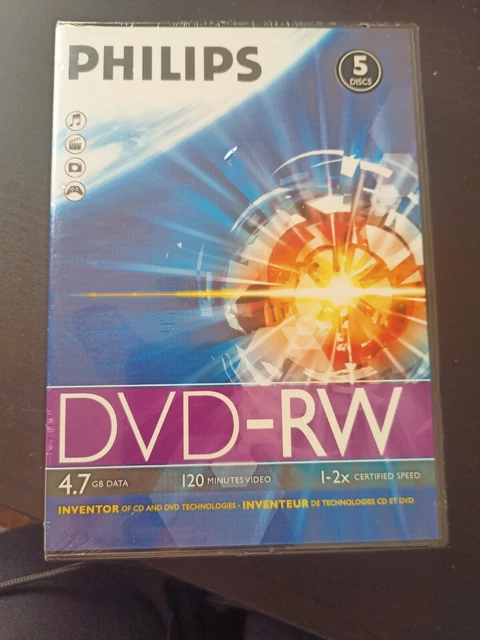 PHILIPS
5
DISCS
DVD-RW
4.7 GB DATA 120 MINUTES VIDEO 1-2x CERTIFIED SPEED
INVENTOR OF CD AND DVD TECHNOLOGIES • INVENTEUR DE TECHNOLOGIES CD ET DVD